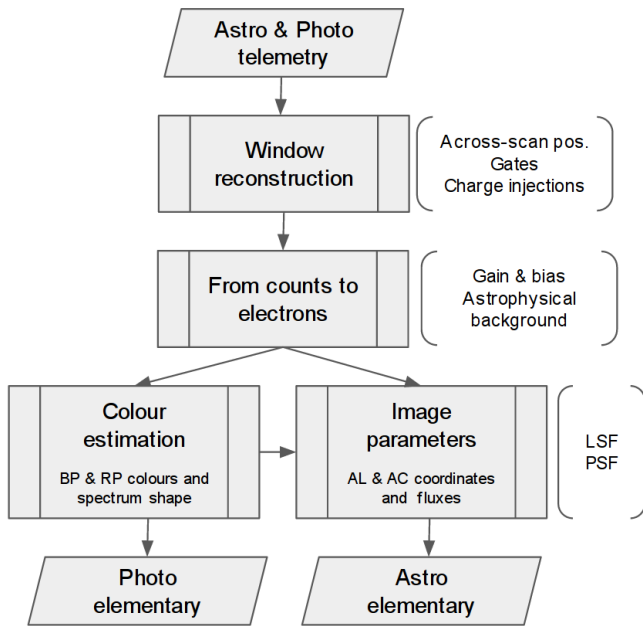 Astro & Photo
telemetry
Window
reconstruction
Across-scan pos.
Gates
Charge injections
From counts to
electrons
Gain & bias
Astrophysical
background
Colour
estimation
BP & RP colours and
spectrum shape
Image
parameters
AL & AC coordinates
and fluxes
LSF
PSF
Photo
elementary
Astro
elementary